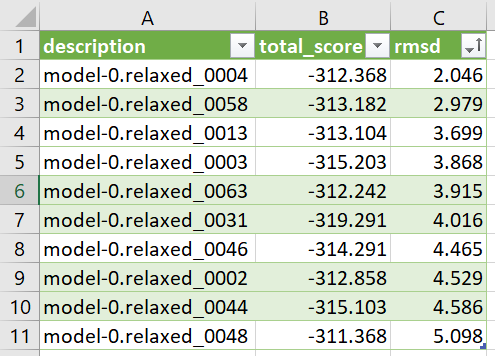 A B C
1 description total_score rmsd
2 model-0.relaxed_0004 -312.368 2.046
3 model-0.relaxed_0058 -313.182 2.979
4 model-0.relaxed_0013 -313.104 3.699
5 model-0.relaxed_0003 -315.203 3.868
6 model-0.relaxed_0063 -312.242 3.915
7 model-0.relaxed_0031 -319.291 4.016
8 model-0.relaxed_0046 -314.291 4.465
9 model-0.relaxed_0002 -312.858 4.529
10 model-0.relaxed_0044 -315.103 4.586
11 model-0.relaxed_0048 -311.368 5.098